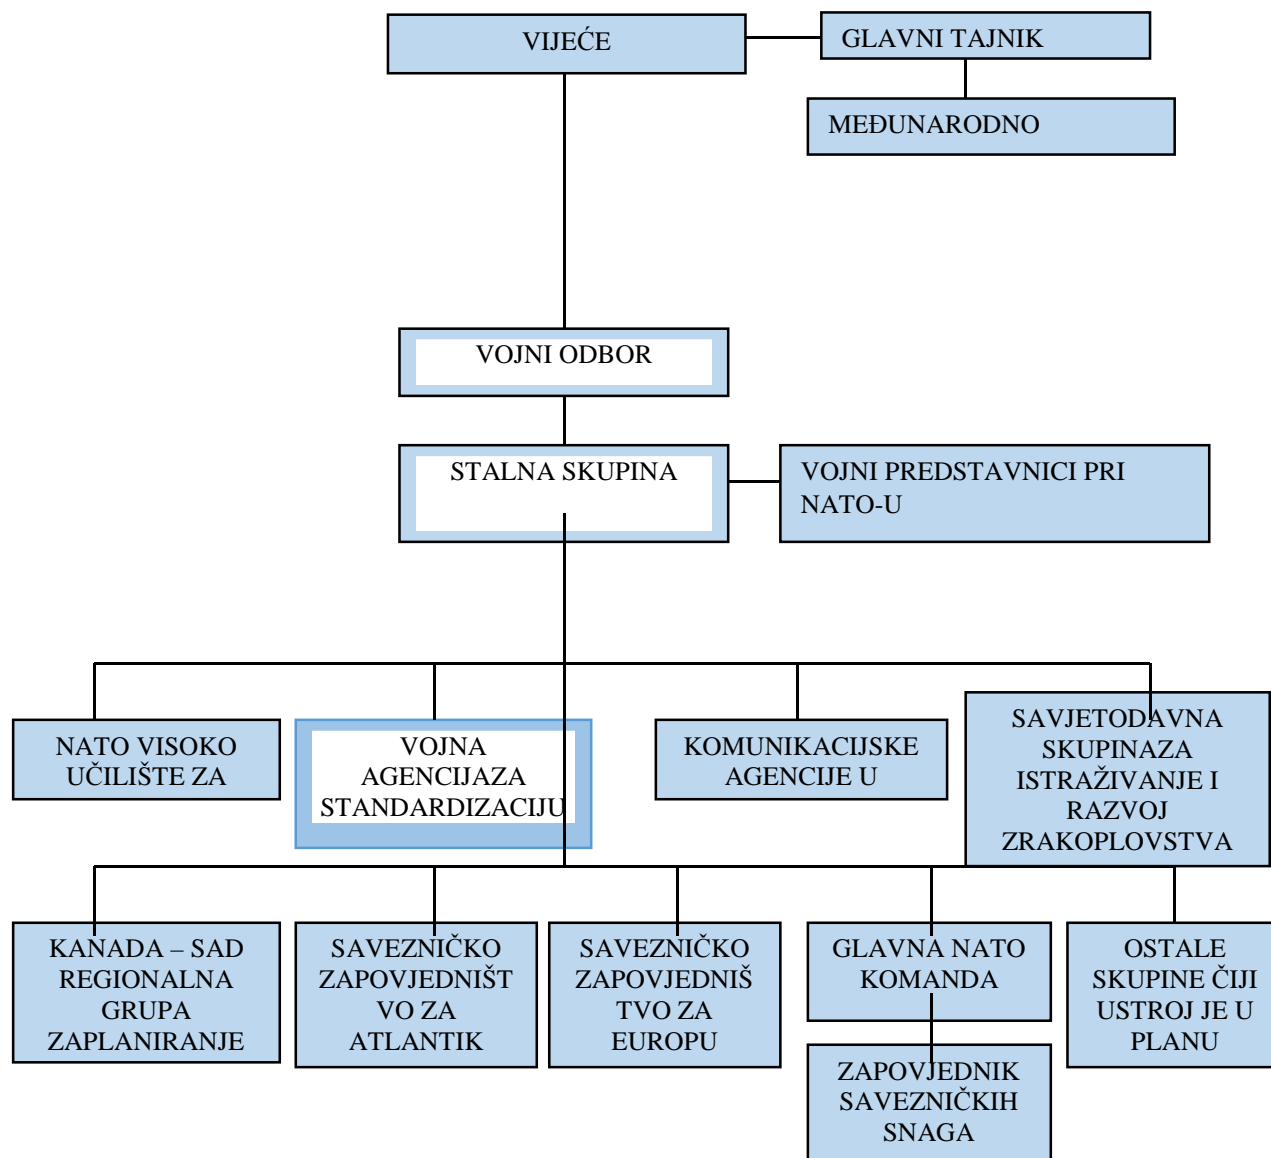 VIJEĆE
GLAVNI TAJNIK
MEĐUNARODNO
VOJNI ODBOR
STALNA SKUPINA
VOJNI PREDSTAVNICI PRI
NATO-U
NATO VISOKO
UČILIŠTE ZA
VOJNA
AGENCIJAZA
STANDARDIZACIJU
KOMUNIKACIJSKE
AGENCIJE U
SAVJETODAVNA
SKUPINAZA
ISTRAŽIVANJE I
RAZVOJ
ZRAKOPLOVSTVA
KANADA – SAD
REGIONALNA
GRUPA
ZAPLANIRANJE
SAVEZNIČKO
ZAPOVJEDNIŠT
VO ZA
ATLANTIK
SAVEZNIČKO
ZAPOVJEDNIŠ
TVO ZA
EUROPU
GLAVNA NATO
KOMANDA
OSTALE
SKUPINE ČIJI
USTROJ JE U
PLANU
ZAPOVJEDNIK
SAVEZNIČKIH
SNAGA